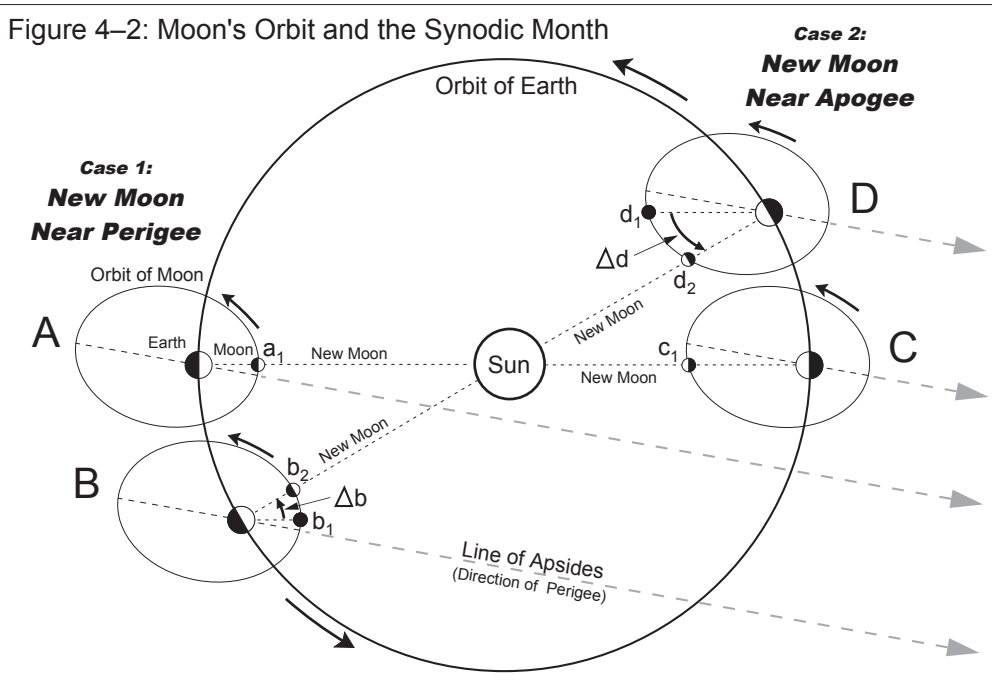 Figure 4–2: Moon's Orbit and the Synodic Month
Case 2:
New Moon
Near Apogee
Orbit of Earth
Case 1:
New Moon
Near Perigee
D
d1
Δd
d2
Orbit of Moon
A
Earth
Moon
a1
New Moon
Sun
New Moon
c1
New Moon
C
New Moon
B
b2
Δb
b1
Line of Apsides
(Direction of Perigee)